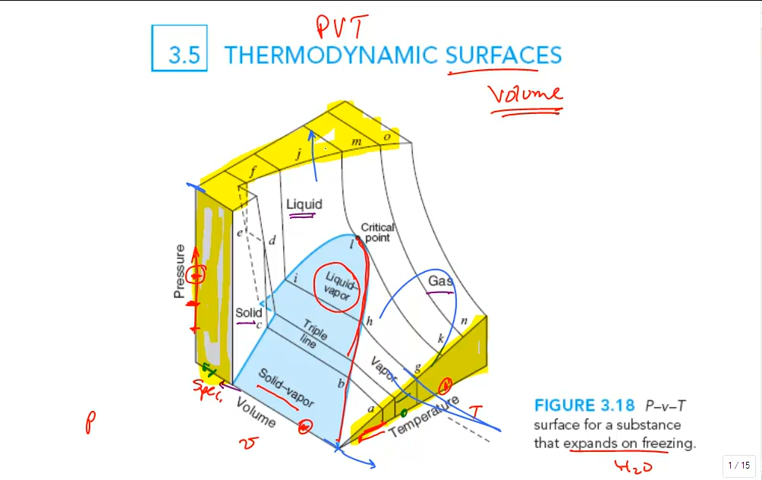 PVT
3.5 THERMODYNAMIC SURFACES
Volume
o
m
j
f
Liquid
e
d
Critical
point
l
Pressure
Liquid–
vapor
i
Gas
Solid
c
Triple
line
h
n
k
Vapor
g
Solid–vapor
b
a
Speci.
Volume
Temperature
T
P
v
FIGURE 3.18 P–v–T
surface for a substance
that expands on freezing.
H2O
1 / 15